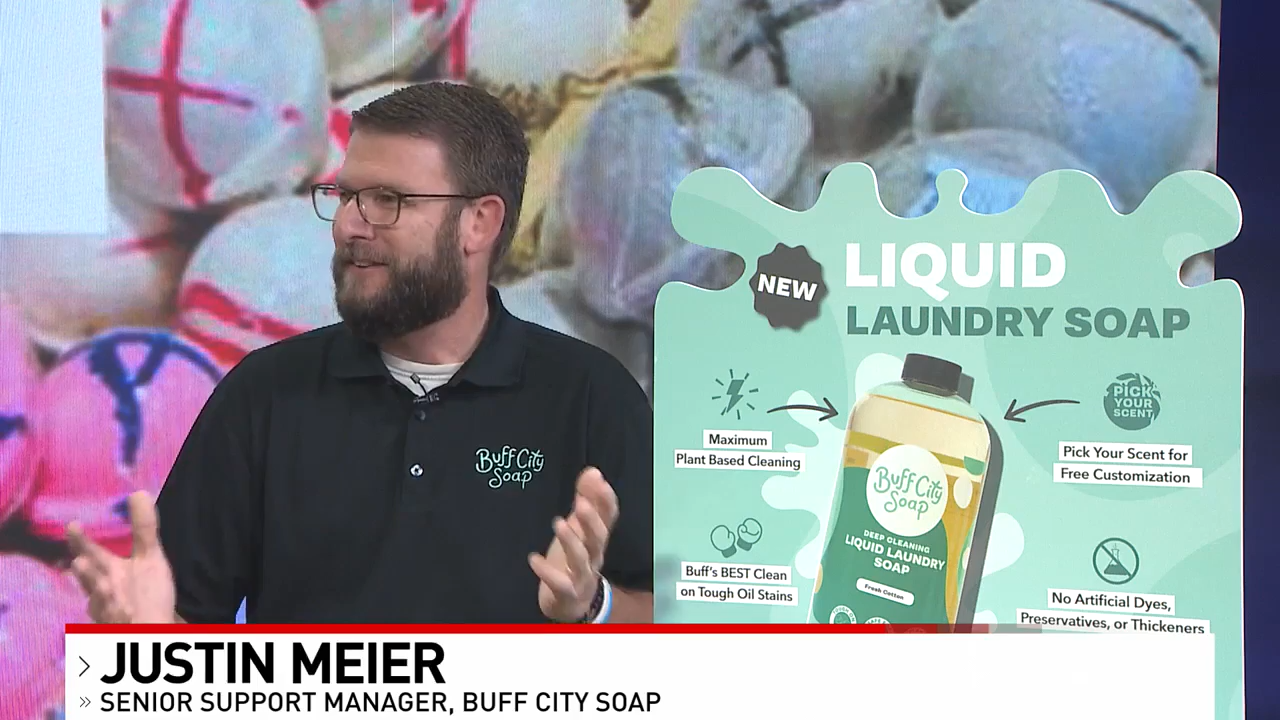 NEW
LIQUID
LAUNDRY SOAP
Maximum
Plant Based Cleaning
PICK
YOUR
SCENT
Pick Your Scent for
Free Customization
Buff City
Soap
Buff City
Soap
DEEP CLEANING
LIQUID LAUNDRY
SOAP
Fresh Cotton
Buff's BEST Clean
on Tough Oil Stains
No Artificial Dyes,
Preservatives, or Thickeners
JUSTIN MEIER
SENIOR SUPPORT MANAGER, BUFF CITY SOAP